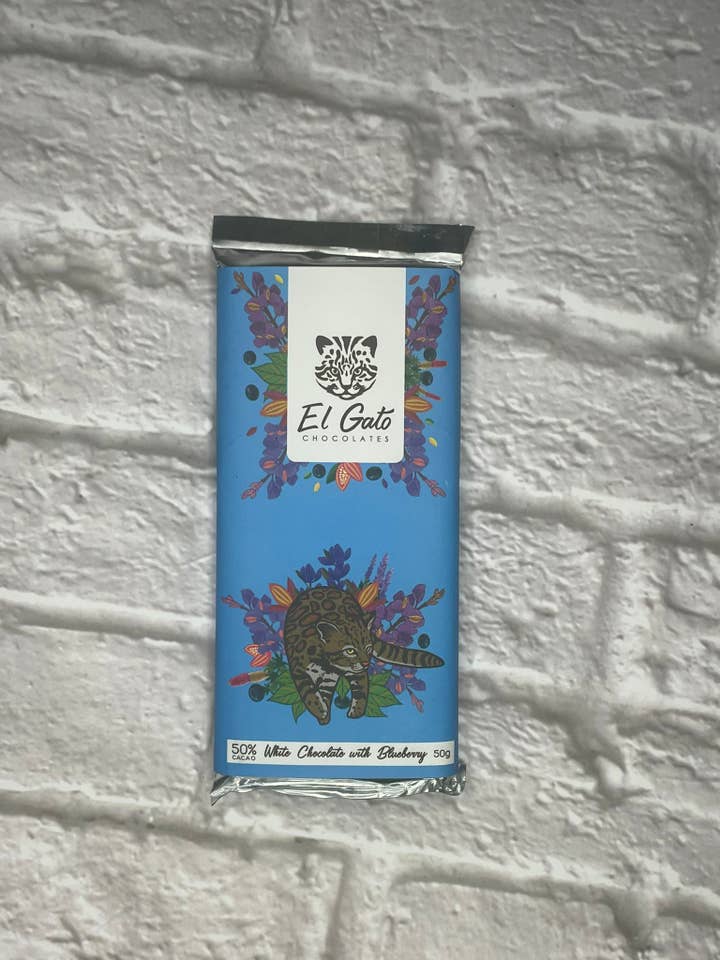 El Gato
CHOCOLATES
50% CACAO White Chocolate with Blueberry 50g